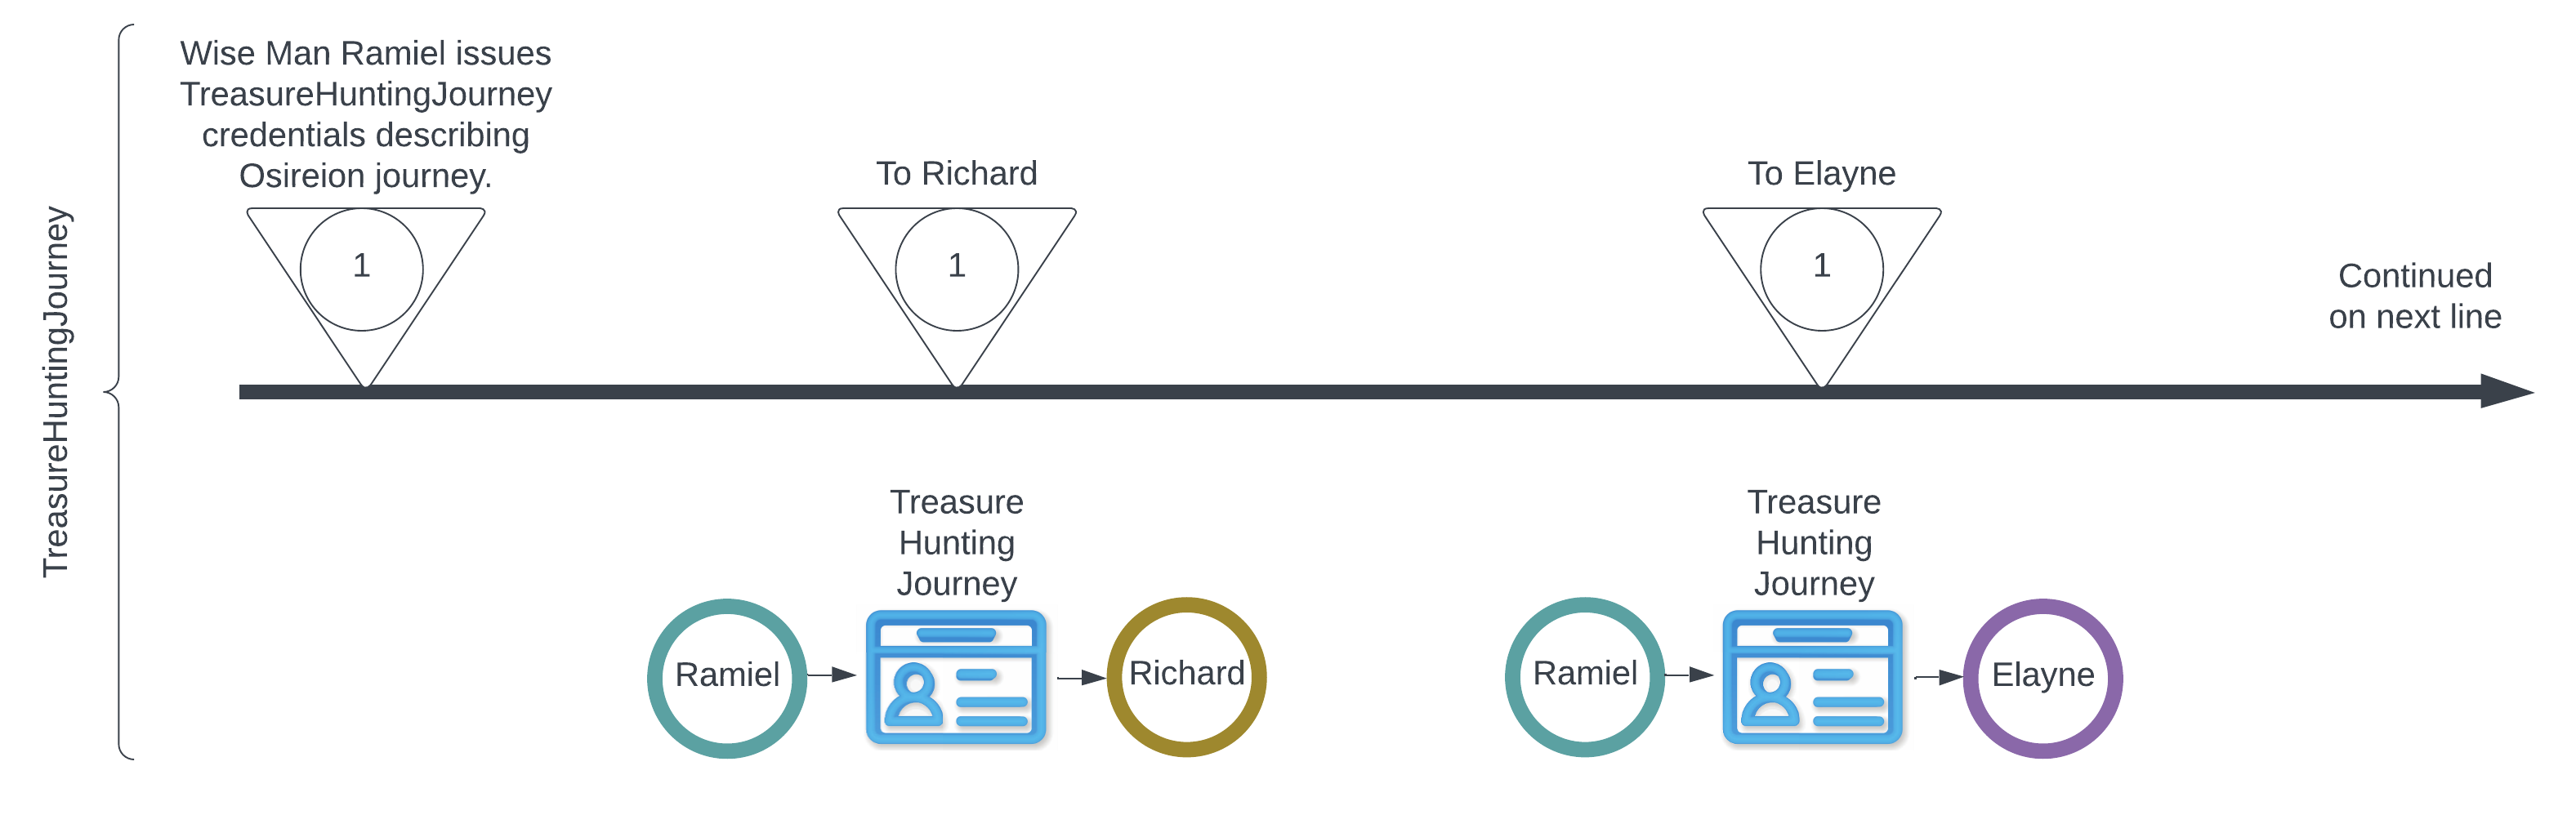 TreasureHuntingJourney
Wise Man Ramiel issues
TreasureHuntingJourney
credentials describing
Osireion journey.
1
To Richard
1
To Elayne
1
Continued
on next line
Treasure
Hunting
Journey
Ramiel
Richard
Treasure
Hunting
Journey
Ramiel
Elayne